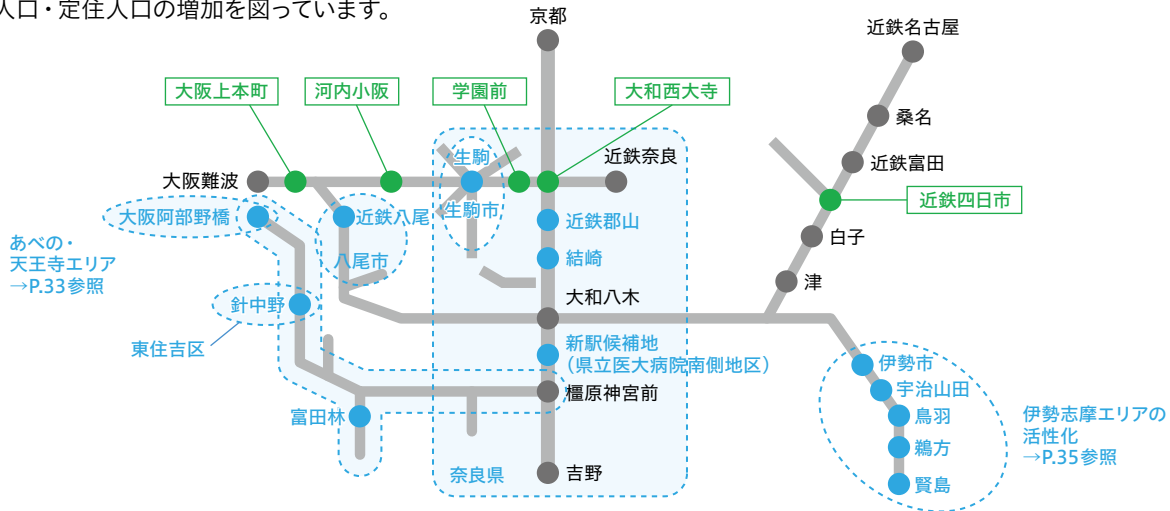 人口・定住人口の増加を図っています。
京都
近鉄名古屋
大阪上本町
河内小阪
学園前
大和西大寺
桑名
生駒
近鉄奈良
近鉄富田
大阪難波
生駒市
近鉄四日市
大阪阿部野橋
近鉄八尾
近鉄郡山
白子
あべの・
天王寺エリア
→P.33参照
八尾市
結崎
津
針中野
大和八木
東住吉区
新駅候補地
(県立医大病院南側地区)
伊勢市
橿原神宮前
宇治山田
富田林
鳥羽
伊勢志摩エリアの
活性化
→P.35参照
鵜方
奈良県
吉野
賢島